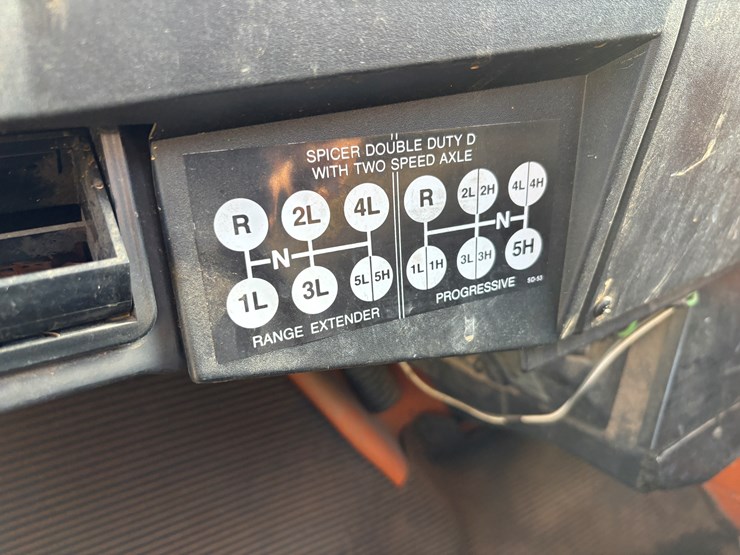 SPICER DOUBLE DUTY D
WITH TWO SPEED AXLE
R 2L 4L
N
1L 3L 5L 5H
RANGE EXTENDER
R 2L 2H 4L 4H
N
1L 1H 3L 3H 5H
PROGRESSIVE
SD-53